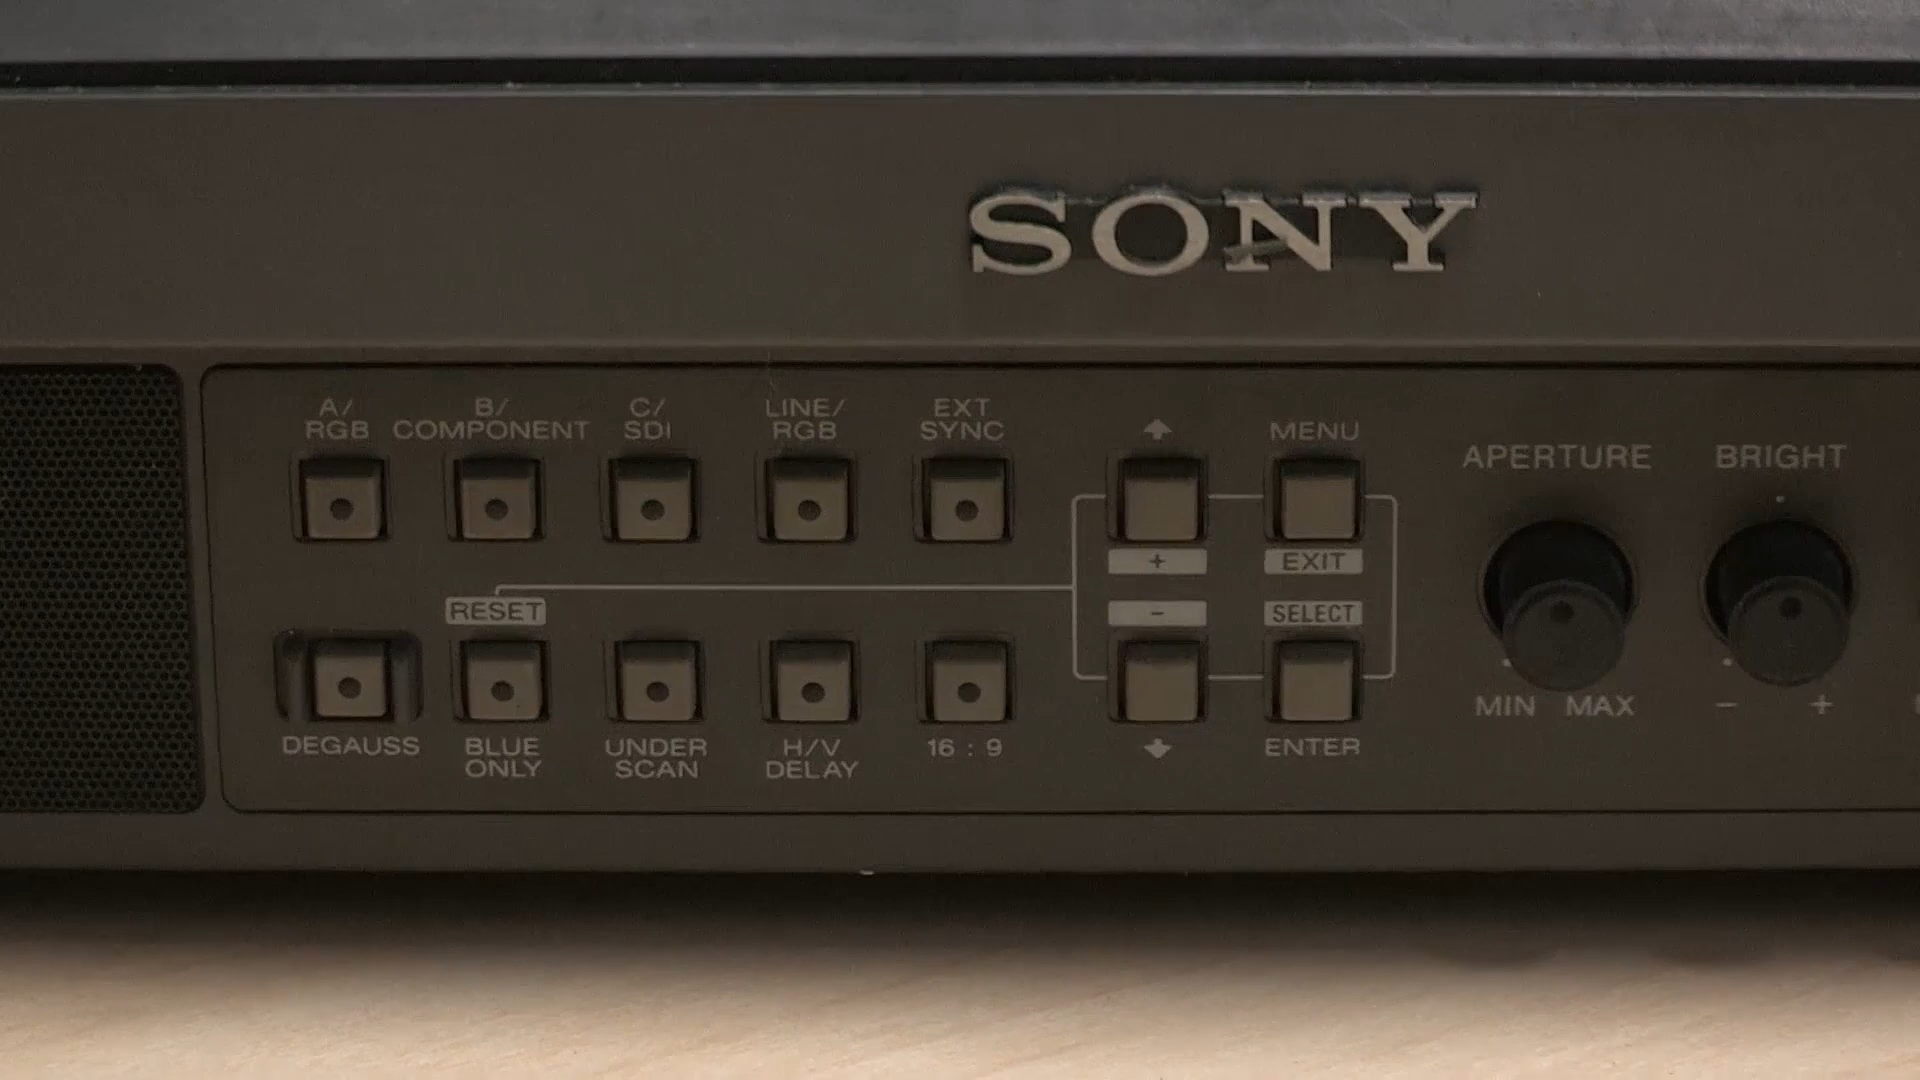 SONY
A/
RGB
B/
COMPONENT
C/
SDI
LINE/
RGB
EXT
SYNC
MENU
APERTURE
BRIGHT
+
EXIT
RESET
-
SELECT
DEGAUSS
BLUE
ONLY
UNDER
SCAN
H/V
DELAY
16 : 9
ENTER
MIN MAX
- +